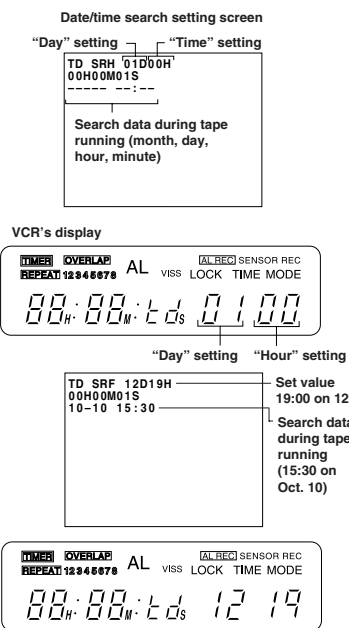 Date/time search setting screen
“Day” setting “Time” setting
TD SRH 01D00H
00H00M01S
----- --:--
Search data during tape
running (month, day,
hour, minute)
VCR's display
TIMER OVERLAP AL REC SENSOR REC
REPEAT 12345678 AL VISS LOCK TIME MODE
88H: 88M: tds 01 00
“Day” setting “Hour” setting
TD SRF 12D19H
00H00M01S
10-10 15:30
Set value
19:00 on 12
Search data
during tape
running
(15:30 on
Oct. 10)
TIMER OVERLAP AL REC SENSOR REC
REPEAT 12345678 AL VISS LOCK TIME MODE
88H: 88M: tds 12 19